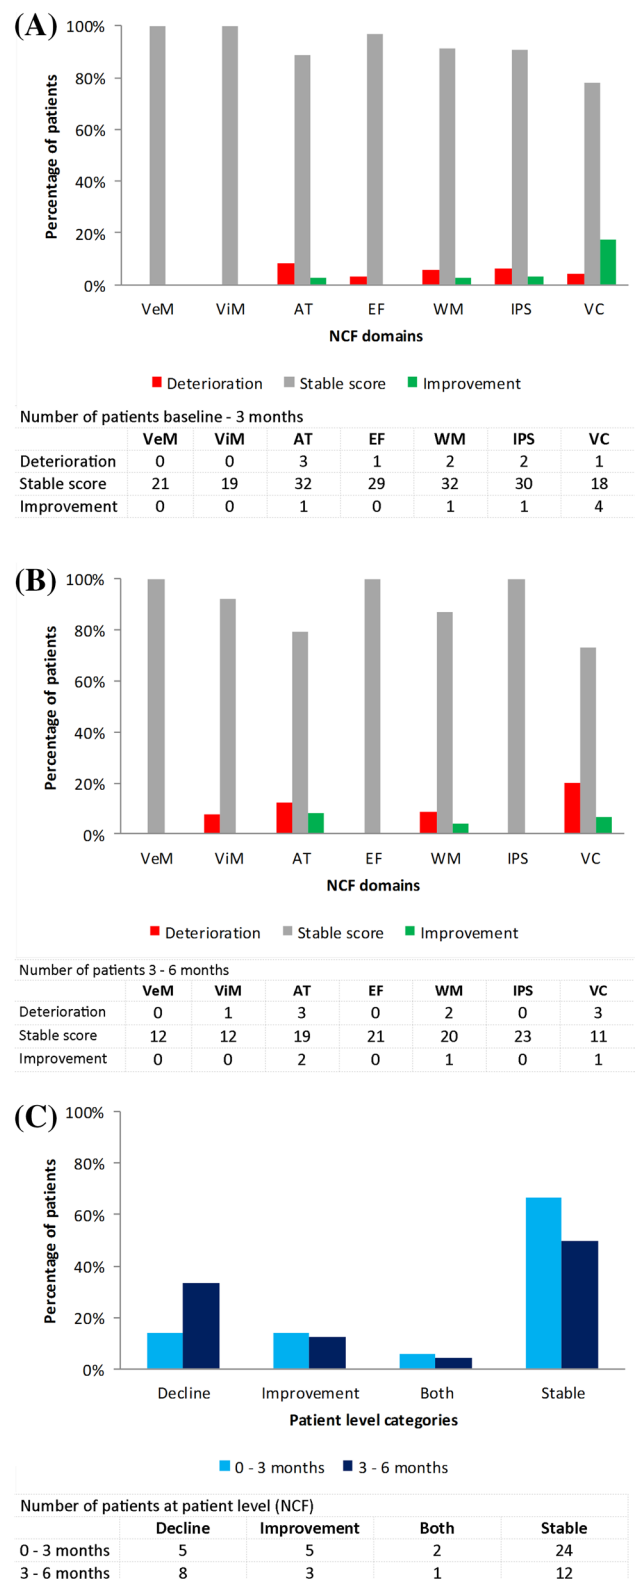 (A)
100%
80%
60%
40%
20%
0%
Percentage of patients
VeM ViM AT EF WM IPS VC
NCF domains
Deterioration Stable score Improvement
Number of patients baseline - 3 months
VeM ViM AT EF WM IPS VC
Deterioration 0 0 3 1 2 2 1
Stable score 21 19 32 29 32 30 18
Improvement 0 0 1 0 1 1 4
(B)
100%
80%
60%
40%
20%
0%
Percentage of patients
VeM ViM AT EF WM IPS VC
NCF domains
Deterioration Stable score Improvement
Number of patients 3 - 6 months
VeM ViM AT EF WM IPS VC
Deterioration 0 1 3 0 2 0 3
Stable score 12 12 19 21 20 23 11
Improvement 0 0 2 0 1 0 1
(C)
100%
80%
60%
40%
20%
0%
Percentage of patients
Decline Improvement Both Stable
Patient level categories
0 - 3 months 3 - 6 months
Number of patients at patient level (NCF)
Decline Improvement Both Stable
0 - 3 months 5 5 2 24
3 - 6 months 8 3 1 12